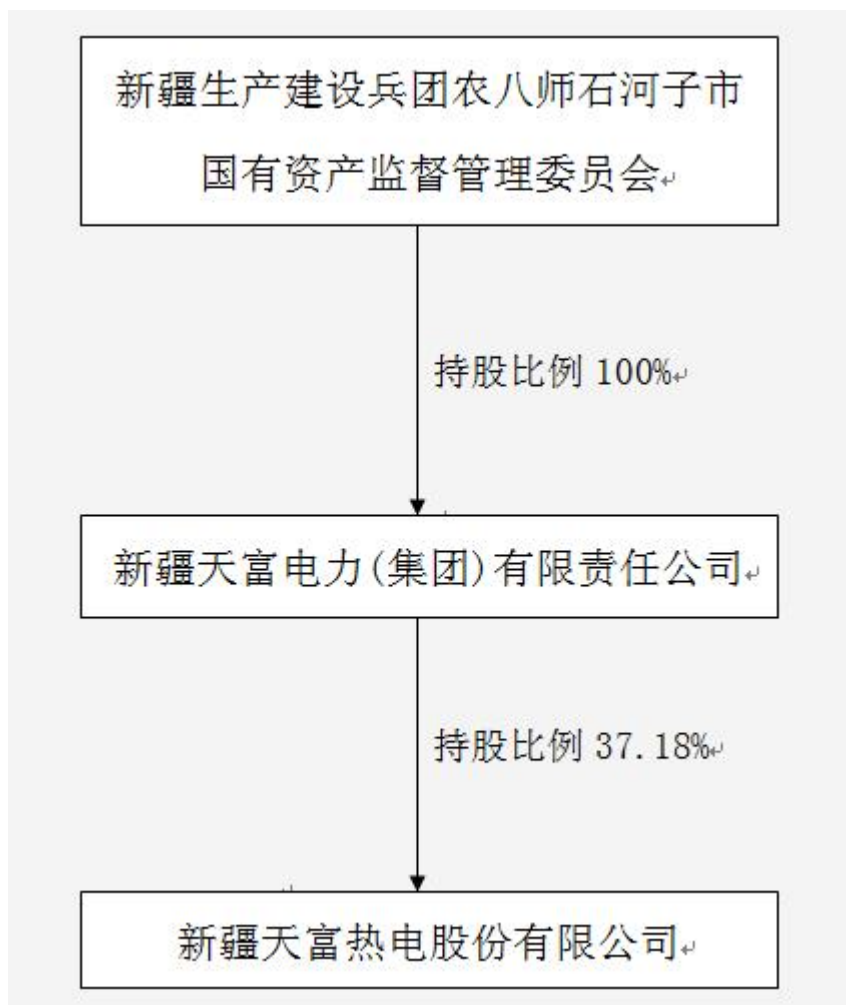 新疆生产建设兵团农八师石河子市
国有资产监督管理委员会
持股比例 100%
新疆天富电力(集团)有限责任公司
持股比例 37.18%
新疆天富热电股份有限公司